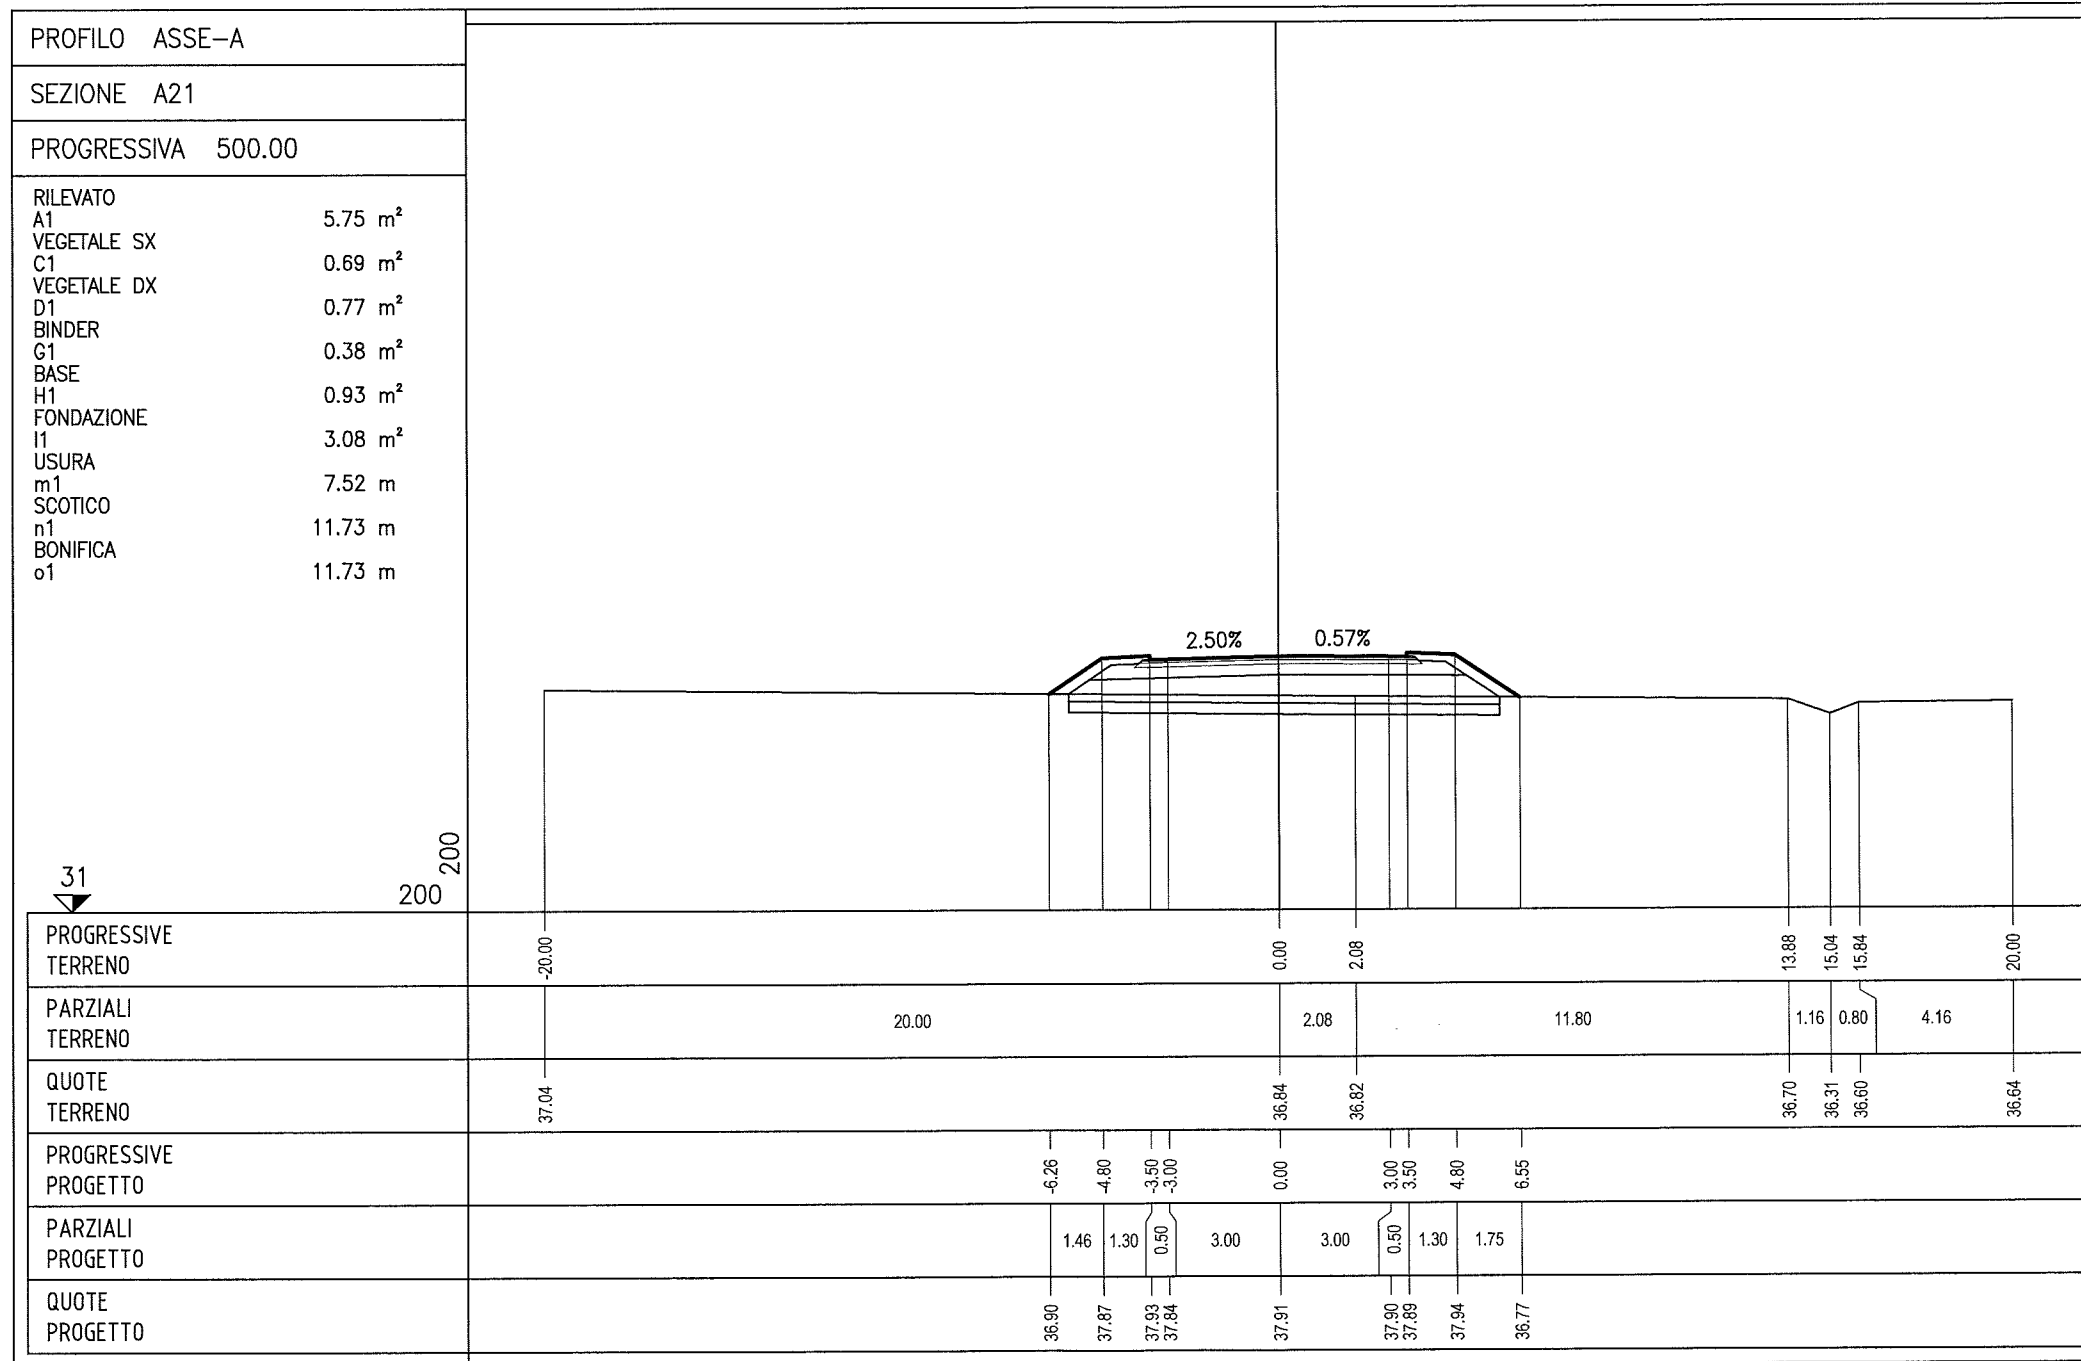 PROFILO ASSE-A
SEZIONE A21
PROGRESSIVA 500.00
RILEVATO
A1 5.75 m²
VEGETALE SX
C1 0.69 m²
VEGETALE DX
D1 0.77 m²
BINDER
G1 0.38 m²
BASE
H1 0.93 m²
FONDAZIONE
I1 3.08 m²
USURA
m1 7.52 m
SCOTICO
n1 11.73 m
BONIFICA
o1 11.73 m
2.50% 0.57%
31
200
200
PROGRESSIVE
TERRENO
-20.00 0.00 2.08 13.88 15.04 15.84 20.00
PARZIALI
TERRENO
20.00 2.08 11.80 1.16 0.80 4.16
QUOTE
TERRENO
37.04 36.84 36.82 36.70 36.31 36.60 36.64
PROGRESSIVE
PROGETTO
-6.26 -4.80 -3.50 -3.00 0.00 3.00 3.50 4.80 6.55
PARZIALI
PROGETTO
1.46 1.30 0.50 3.00 3.00 0.50 1.30 1.75
QUOTE
PROGETTO
36.90 37.87 37.93 37.84 37.91 37.90 37.89 37.94 36.77